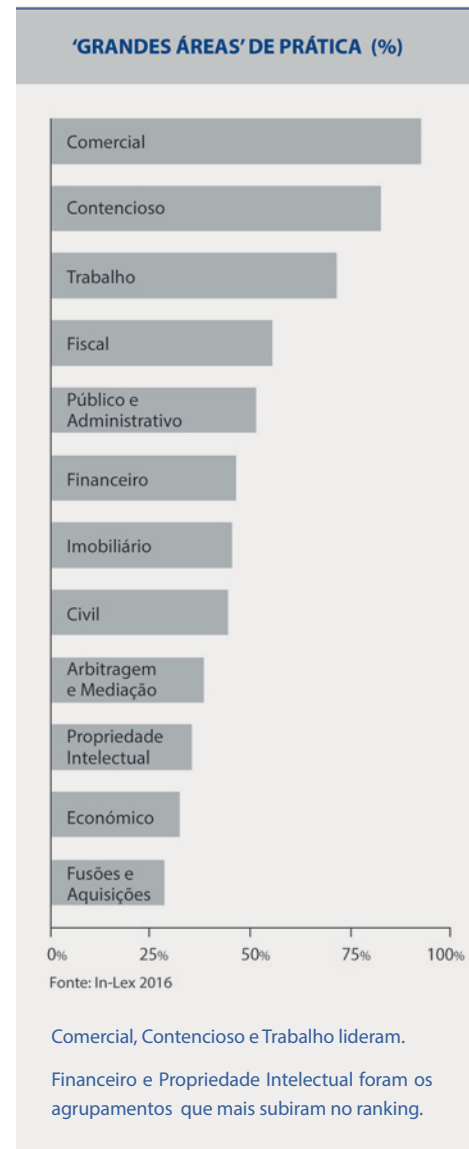 ‘GRANDES ÁREAS’ DE PRÁTICA (%)
Comercial
Contencioso
Trabalho
Fiscal
Público e
Administrativo
Financeiro
Imobiliário
Civil
Arbitragem
e Mediação
Propriedade
Intelectual
Económico
Fusões e
Aquisições
0% 25% 50% 75% 100%
Fonte: In-Lex 2016
Comercial, Contencioso e Trabalho lideram.
Financeiro e Propriedade Intelectual foram os
agrupamentos que mais subiram no ranking.